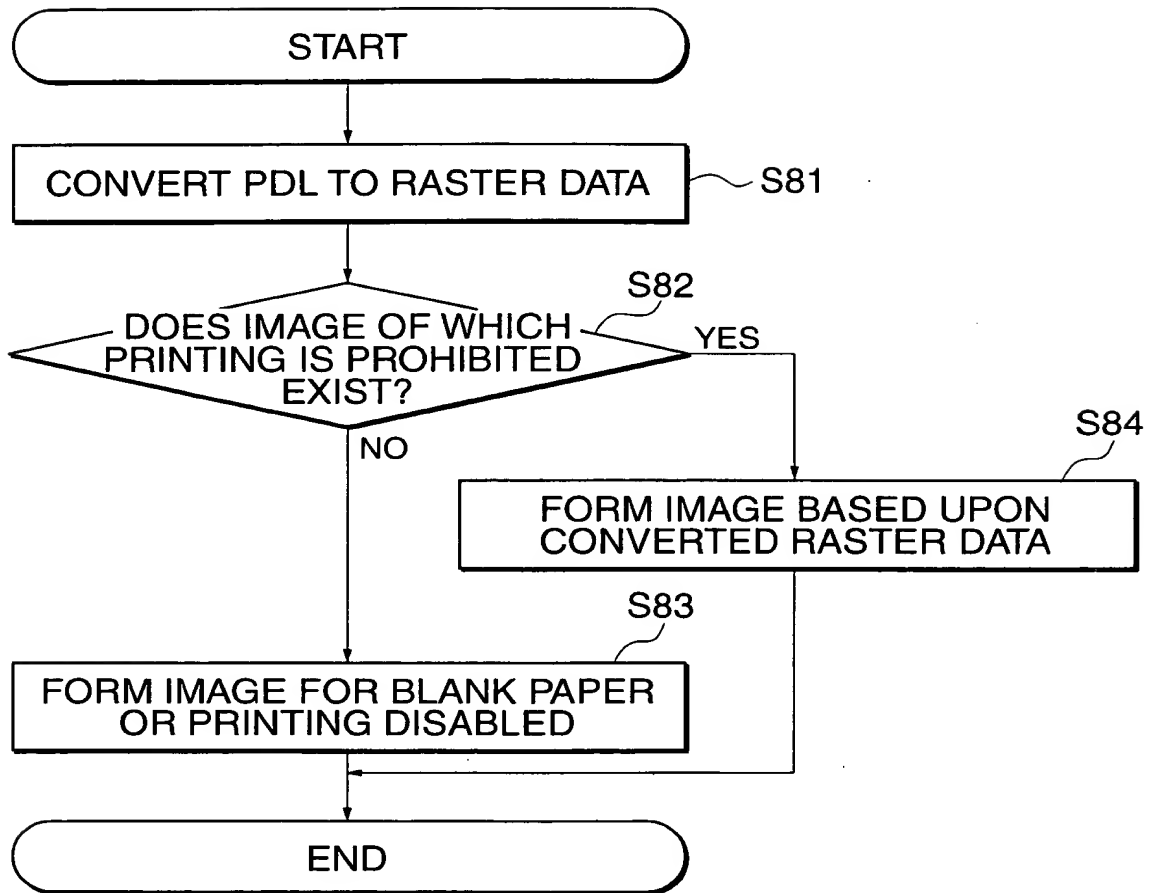 START
CONVERT PDL TO RASTER DATA
S81
S82
DOES IMAGE OF WHICH
PRINTING IS PROHIBITED
EXIST?
YES
NO
S84
FORM IMAGE BASED UPON
CONVERTED RASTER DATA
S83
FORM IMAGE FOR BLANK PAPER
OR PRINTING DISABLED
END